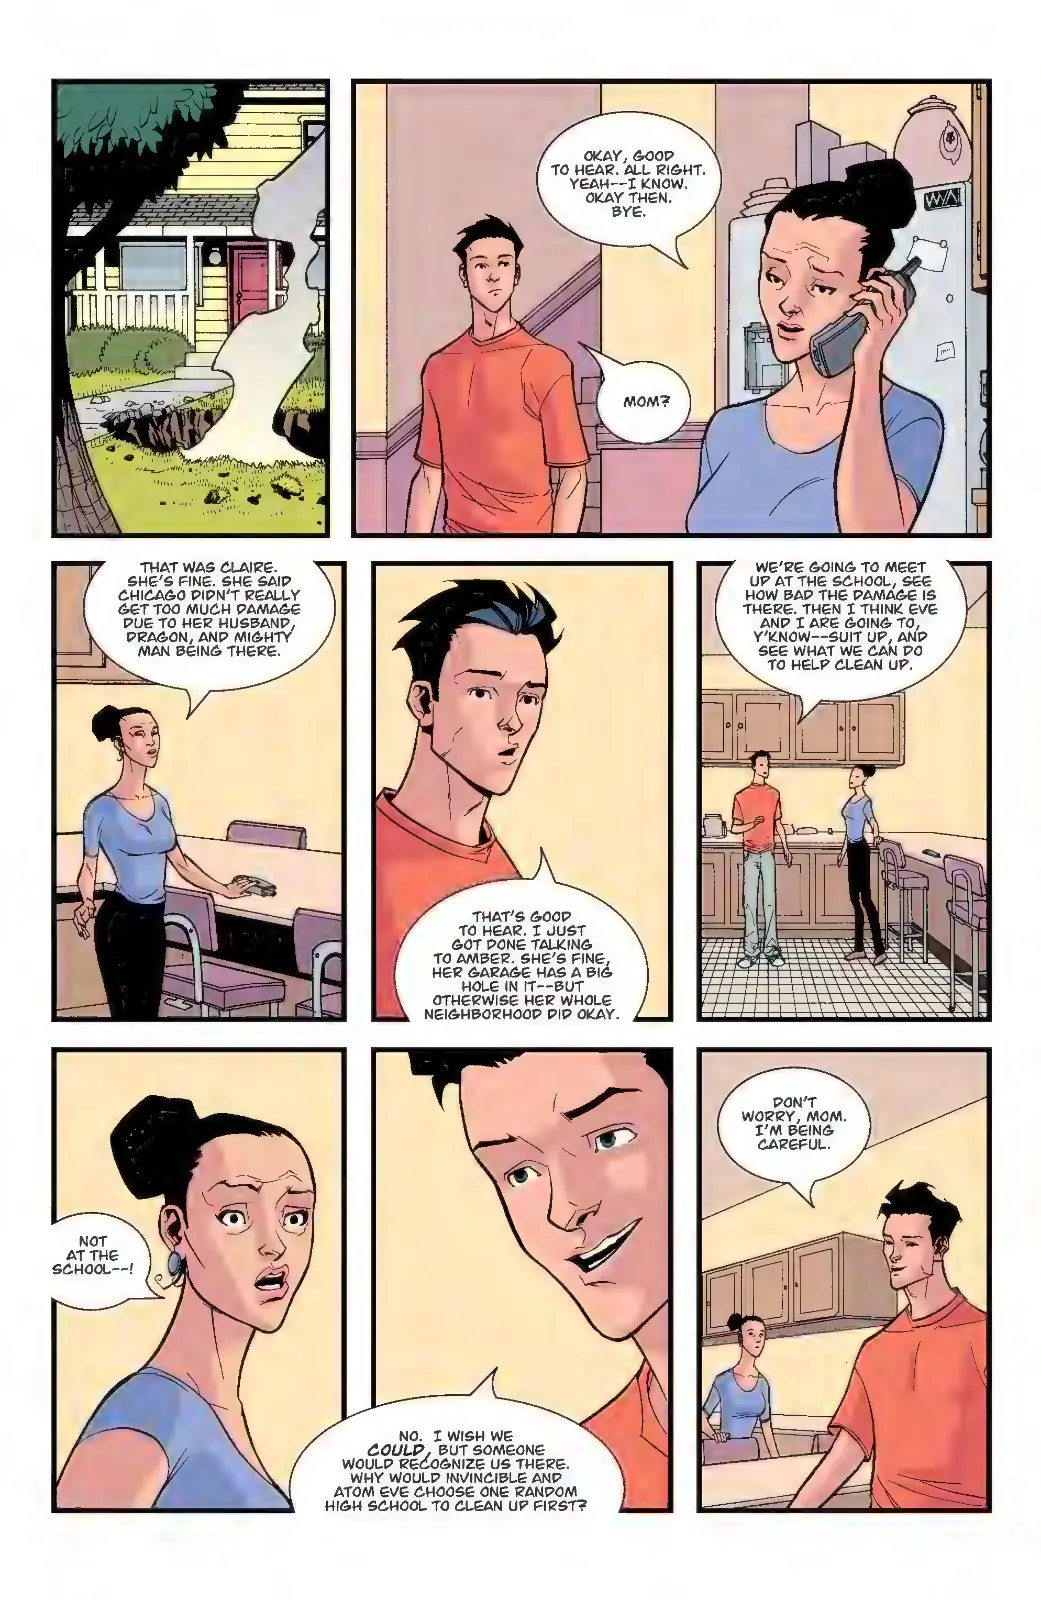 OKAY, GOOD
TO HEAR. ALL RIGHT.
YEAH--I KNOW.
OKAY THEN.
BYE.
MOM?
THAT WAS CLAIRE.
SHE'S FINE. SHE SAID
CHICAGO DIDN'T REALLY
GET TOO MUCH DAMAGE
DUE TO HER HUSBAND,
DRAGON, AND MIGHTY
MAN BEING THERE.
THAT'S GOOD
TO HEAR. I JUST
GOT DONE TALKING
TO AMBER. SHE'S FINE,
HER GARAGE HAS A BIG
HOLE IN IT--BUT
OTHERWISE HER WHOLE
NEIGHBORHOOD DID OKAY.
WE'RE GOING TO MEET
UP AT THE SCHOOL, SEE
HOW BAD THE DAMAGE IS
THERE. THEN I THINK EVE
AND I ARE GOING TO,
Y'KNOW--SUIT UP, AND
SEE WHAT WE CAN DO
TO HELP CLEAN UP.
NOT
AT THE
SCHOOL--!
NO. I WISH WE
COULD, BUT SOMEONE
WOULD RECOGNIZE US THERE.
WHY WOULD INVINCIBLE AND
ATOM EVE CHOOSE ONE RANDOM
HIGH SCHOOL TO CLEAN UP FIRST?
DON'T
WORRY, MOM.
I'M BEING
CAREFUL.